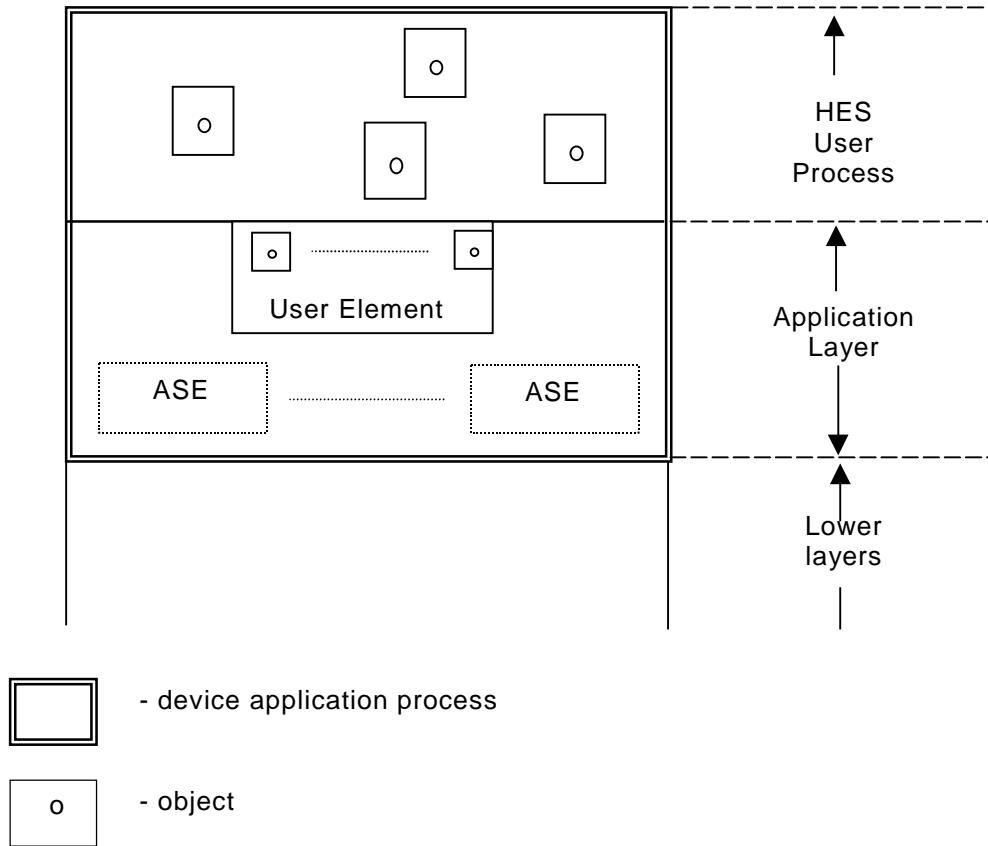 o
o
o
o
HES
User
Process
o
o
User Element
Application
Layer
ASE
ASE
Lower
layers
- device application process
o
- object